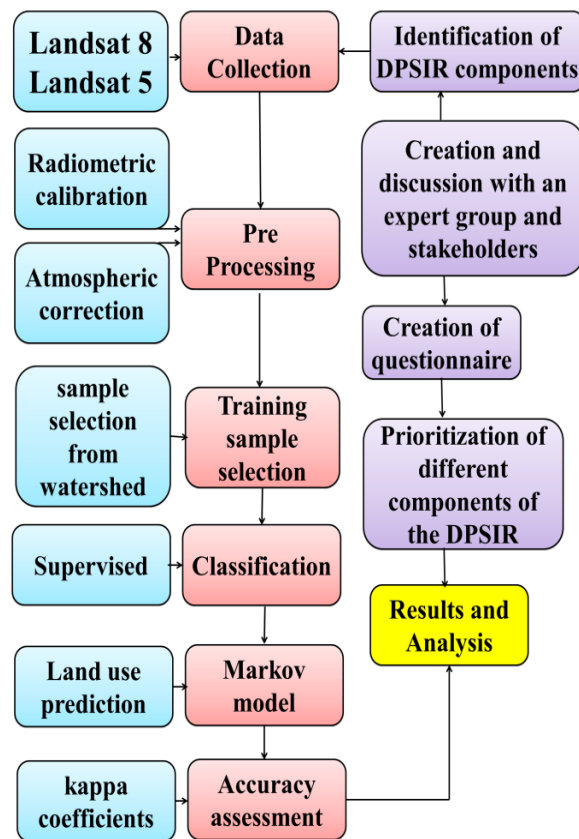 Landsat 8
Landsat 5
Data
Collection
Identification of
DPSIR components
Radiometric
calibration
Creation and
discussion with an
expert group and
stakeholders
Pre
Processing
Atmospheric
correction
Creation of
questionnaire
sample
selection
from
watershed
Training
sample
selection
Prioritization of
different
components of
the DPSIR
Supervised
Classification
Results and
Analysis
Land use
prediction
Markov
model
kappa
coefficients
Accuracy
assessment